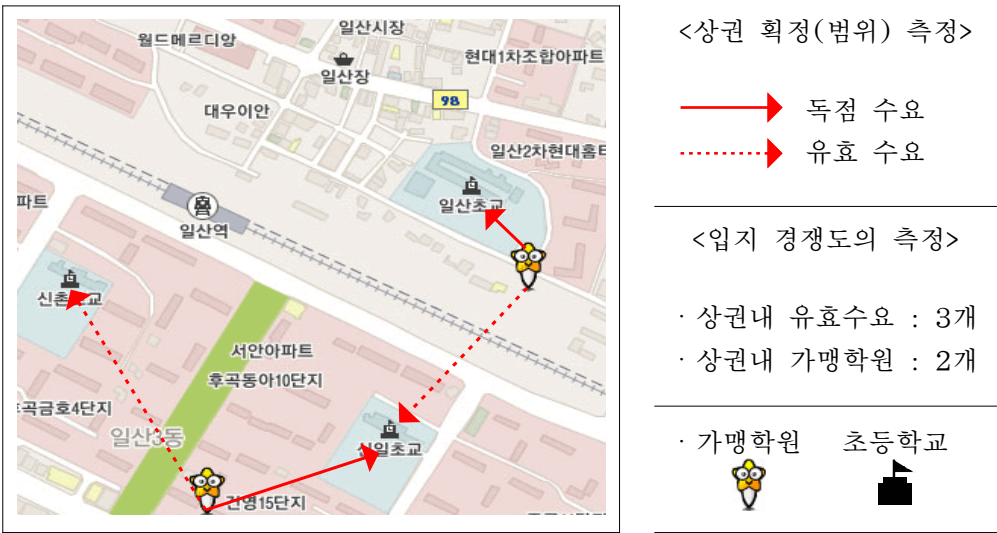 일산시장
월드메르디앙
현대1차조합아파트
일산장
98
대우이안
일산2차현대홈타
파트
일산초교
일산역
신촌초교
서안아파트
후곡동아10단지
후곡금호4단지
일산3동
신일초교
건영15단지
<상권 획정(범위) 측정>
독점 수요
유효 수요
<입지 경쟁도의 측정>
· 상권내 유효수요 : 3개
· 상권내 가맹학원 : 2개
· 가맹학원 초등학교